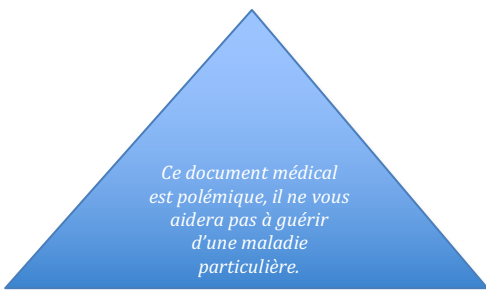 Ce document médical
est polémique, il ne vous
aidera pas à guérir
d’une maladie
particulière.